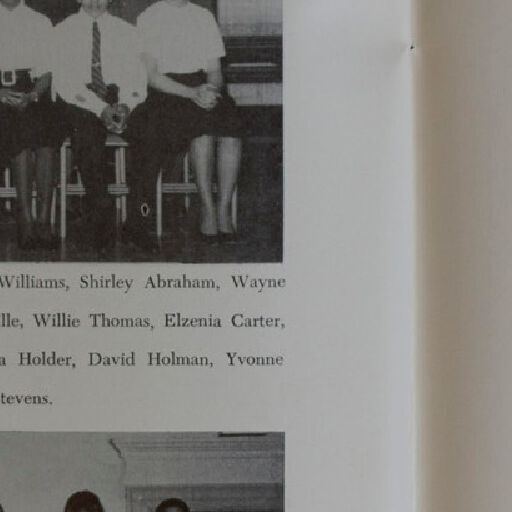 Williams, Shirley Abraham, Wayne
lle, Willie Thomas, Elzenia Carter,
a Holder, David Holman, Yvonne
tevens.